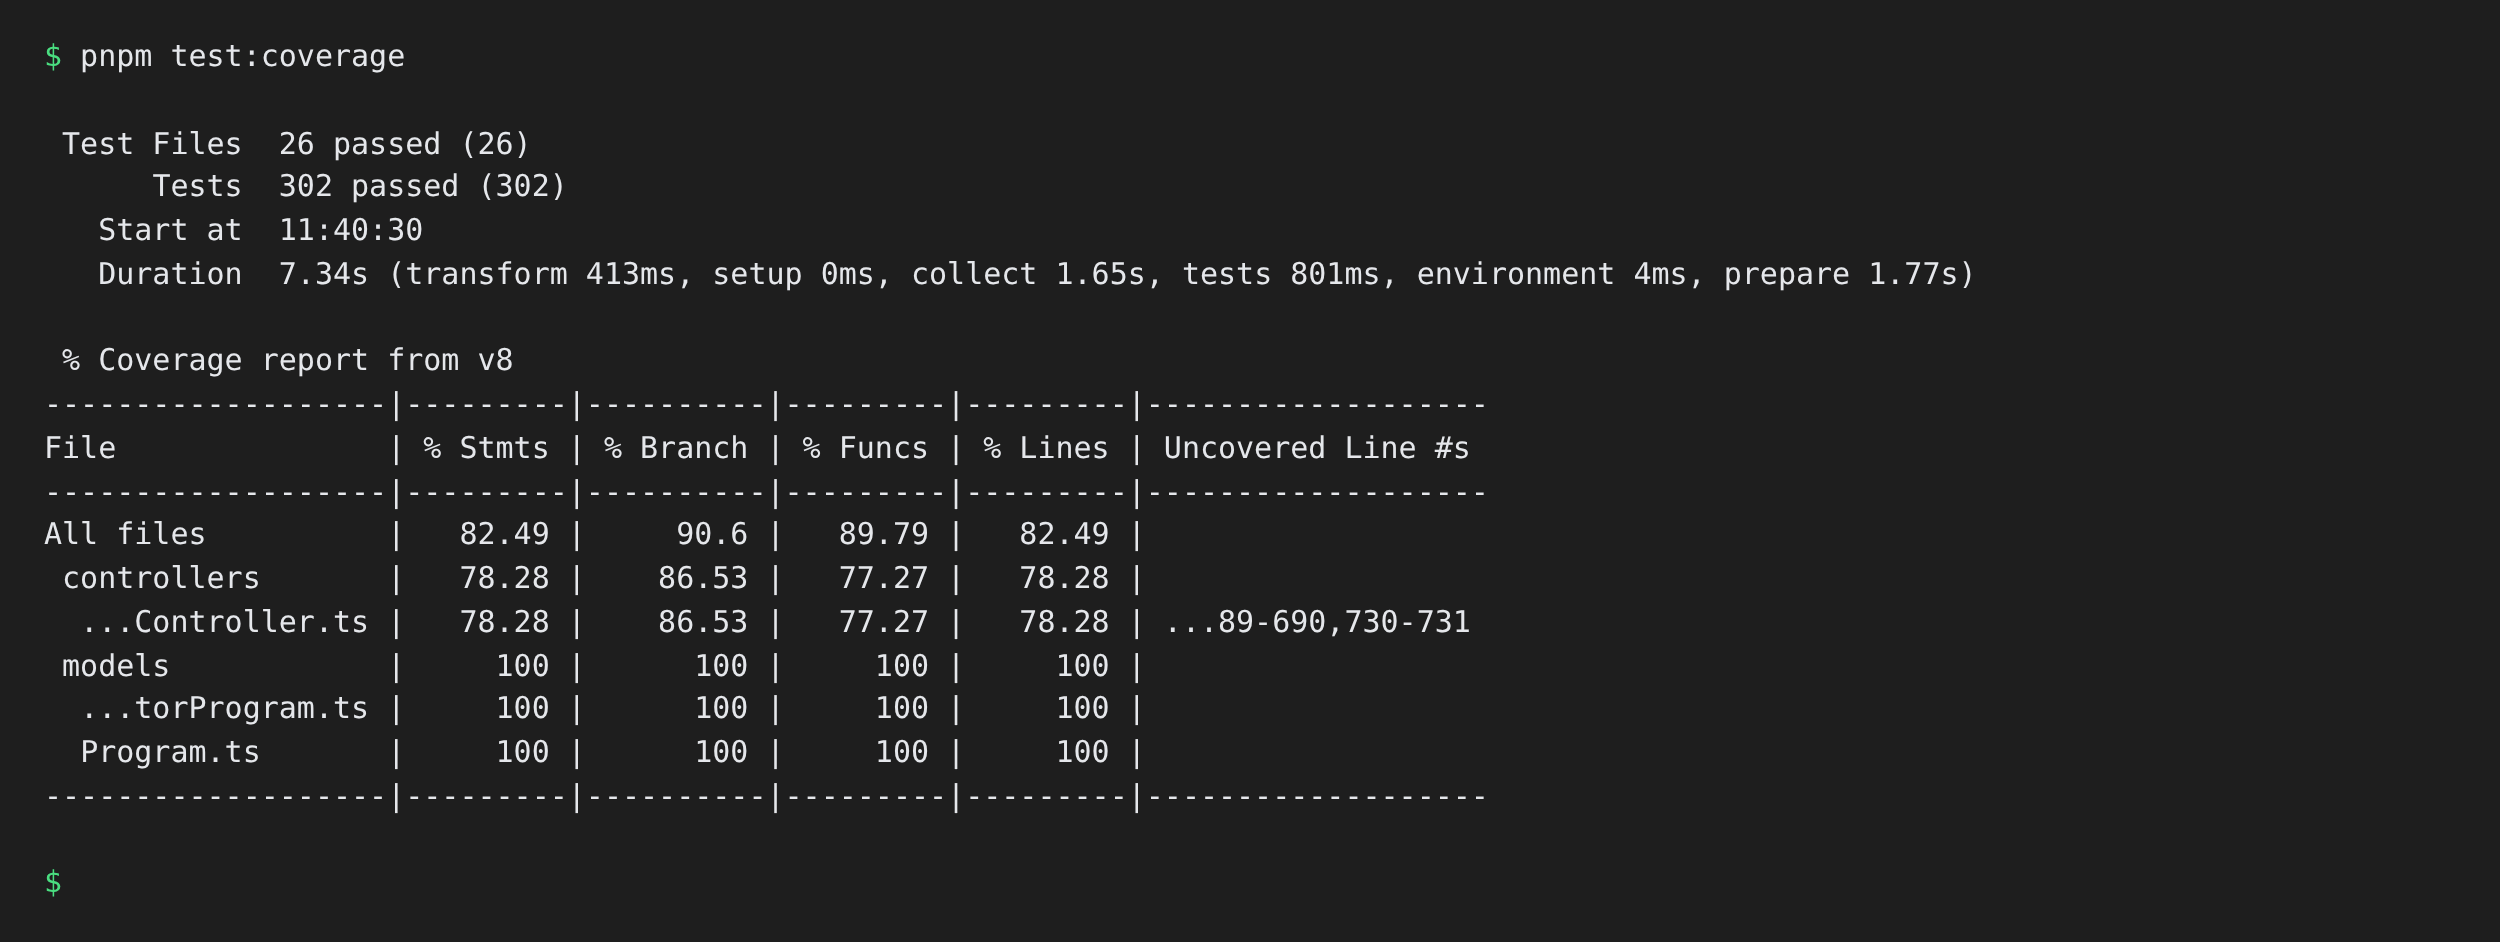 $ pnpm test:coverage

 Test Files  26 passed (26)
      Tests  302 passed (302)
   Start at  11:40:30
   Duration  7.34s (transform 413ms, setup 0ms, collect 1.65s, tests 801ms, environment 4ms, prepare 1.77s)

 % Coverage report from v8
-------------------|---------|----------|---------|---------|-------------------
File               | % Stmts | % Branch | % Funcs | % Lines | Uncovered Line #s
-------------------|---------|----------|---------|---------|-------------------
All files          |   82.49 |     90.6 |   89.79 |   82.49 |
 controllers       |   78.28 |    86.53 |   77.27 |   78.28 |
  ...Controller.ts |   78.28 |    86.53 |   77.27 |   78.28 | ...89-690,730-731
 models            |     100 |      100 |     100 |     100 |
  ...torProgram.ts |     100 |      100 |     100 |     100 |
  Program.ts       |     100 |      100 |     100 |     100 |
-------------------|---------|----------|---------|---------|-------------------

$